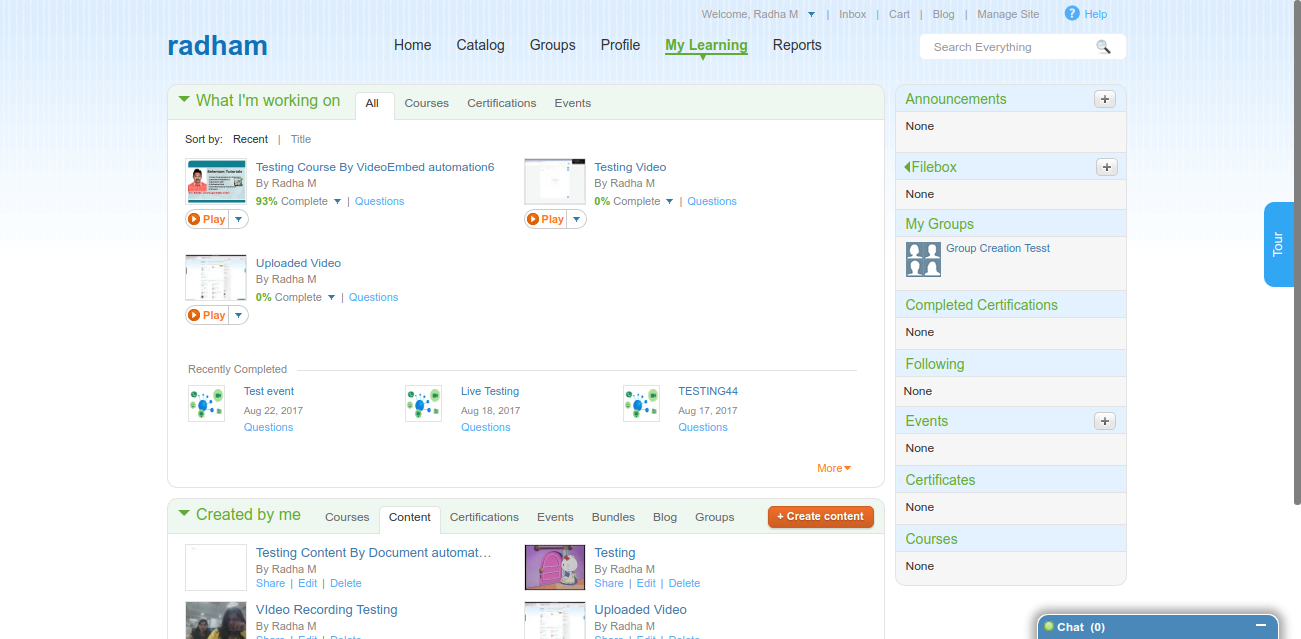 Welcome, Radha M | Inbox | Cart | Blog | Manage Site ? Help
radham
Home Catalog Groups Profile My Learning Reports
Search Everything
What I'm working on All Courses Certifications Events
Sort by: Recent | Title
Testing Course By VideoEmbed automation6
By Radha M
93% Complete | Questions
Play
Testing Video
By Radha M
0% Complete | Questions
Play
Uploaded Video
By Radha M
0% Complete | Questions
Play
Recently Completed
Test event
Aug 22, 2017
Questions
Live Testing
Aug 18, 2017
Questions
TESTING44
Aug 17, 2017
Questions
More
Created by me Courses Content Certifications Events Bundles Blog Groups + Create content
Testing Content By Document automat…
By Radha M
Share | Edit | Delete
Testing
By Radha M
Share | Edit | Delete
VIdeo Recording Testing
By Radha M
Share | Edit | Delete
Uploaded Video
By Radha M
Share | Edit | Delete
Announcements +
None
Filebox +
None
My Groups
Group Creation Tesst
Completed Certifications
None
Following
None
Events +
None
Certificates
None
Courses
None
Tour
Chat (0)